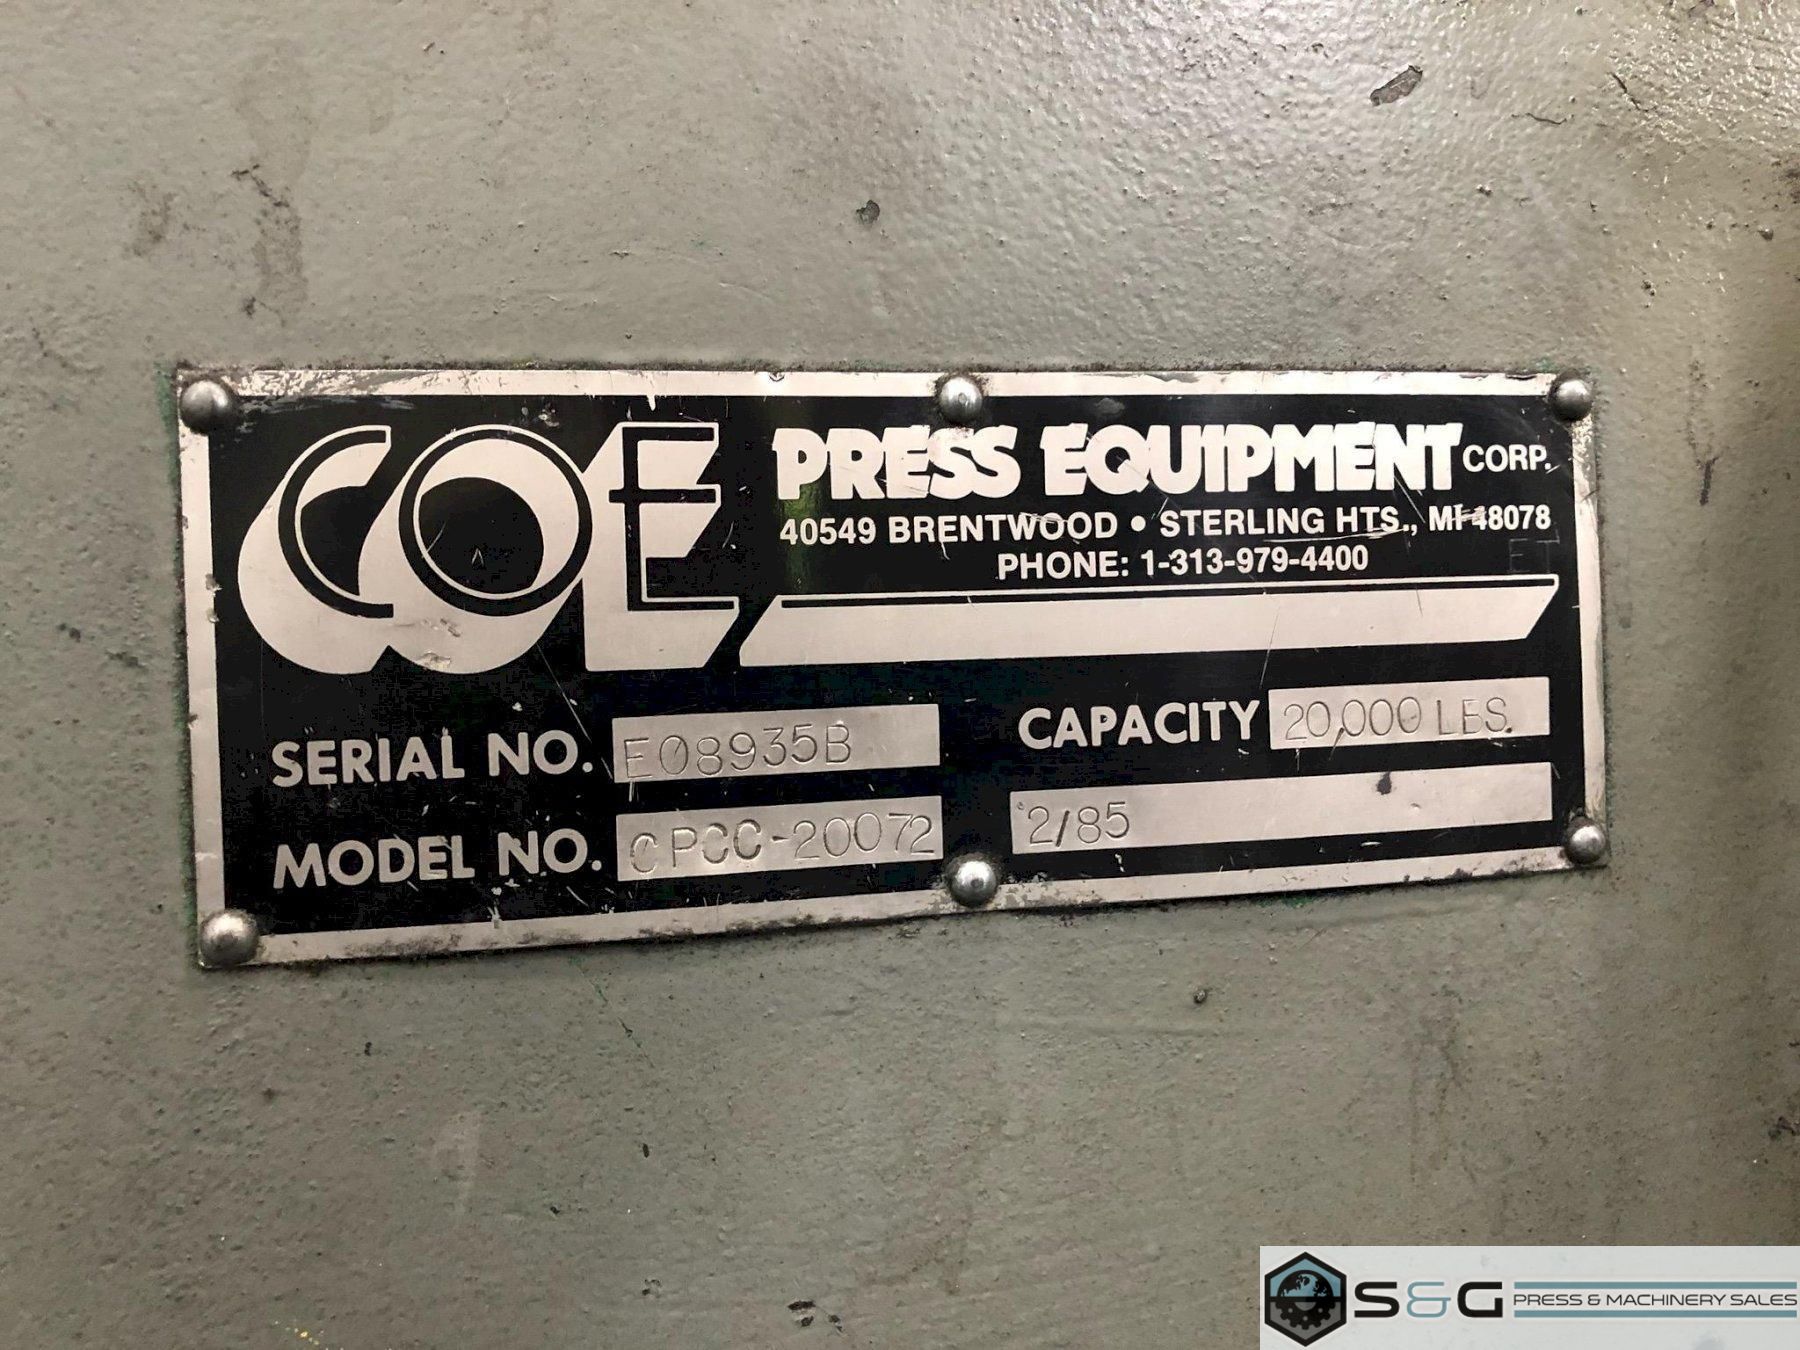 COE PRESS EQUIPMENT CORP.
40549 BRENTWOOD • STERLING HTS., MI 48078
PHONE: 1-313-979-4400
SERIAL NO. E08935B
CAPACITY 20,000 LBS.
MODEL NO. CPCC-20072
2/85
S&G PRESS & MACHINERY SALES